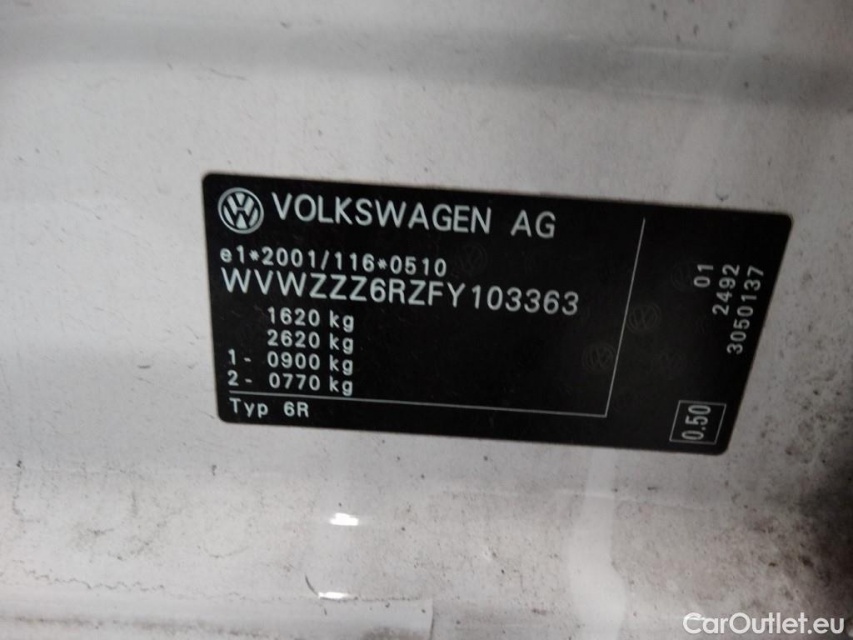 VOLKSWAGEN AG
e1*2001/116*0510
WVWZZZ6RZFY103363
1620 kg
2620 kg
1- 0900 kg
2- 0770 kg
Typ 6R
01
2492
3050137
0.50
CarOutlet.eu